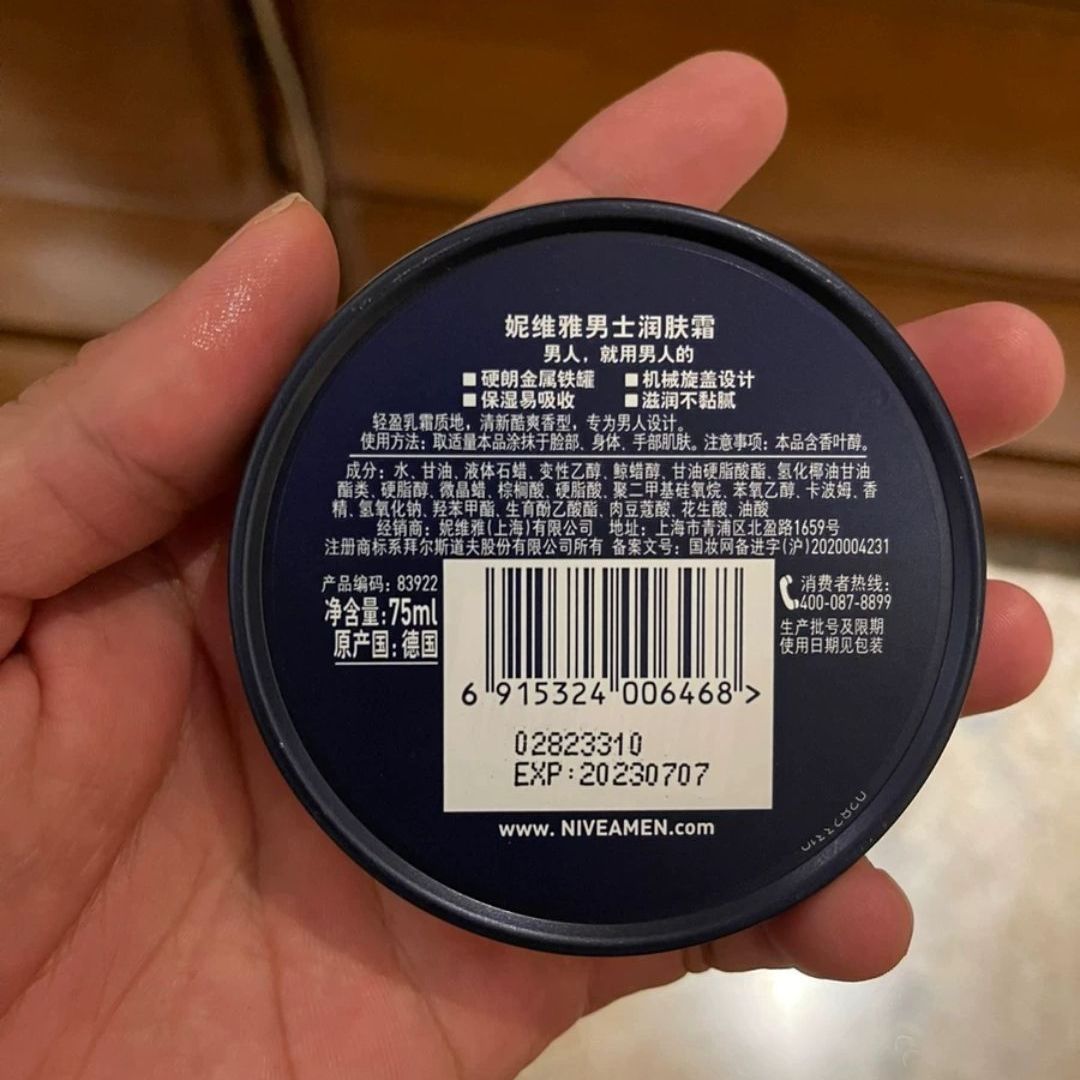 妮维雅男士润肤霜
男人，就用男人的
■ 硬朗金属铁罐 ■ 机械旋盖设计
■ 保湿易吸收 ■ 滋润不黏腻
轻盈乳霜质地，清新酷爽香型，专为男人设计。
使用方法：取适量本品涂抹于脸部、身体、手部肌肤。注意事项：本品含香叶醇。
成分：水、甘油、液体石蜡、变性乙醇、鲸蜡醇、甘油硬脂酸酯、氢化椰油甘油
酯类、硬脂醇、微晶蜡、棕榈酸、硬脂酸、聚二甲基硅氧烷、苯氧乙醇、卡波姆、香
精、氢氧化钠、羟苯甲酯、生育酚乙酸酯、肉豆蔻酸、花生酸、油酸
经销商：妮维雅(上海)有限公司 地址：上海市青浦区北盈路1659号
注册商标系拜尔斯道夫股份有限公司所有 备案文号：国妆网备进字(沪)2020004231
产品编码：83922
净含量:75ml
原产国：德国
消费者热线：
400-087-8899
生产批号及限期
使用日期见包装
6 915324 006468 >
02823310
EXP:20230707
www. NIVEAMEN.com
02823310